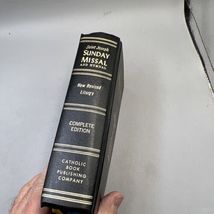 Saint Joseph
SUNDAY
MISSAL
AND HYMNAL
New Revised
Liturgy
COMPLETE
EDITION
CATHOLIC
BOOK
PUBLISHING
COMPANY